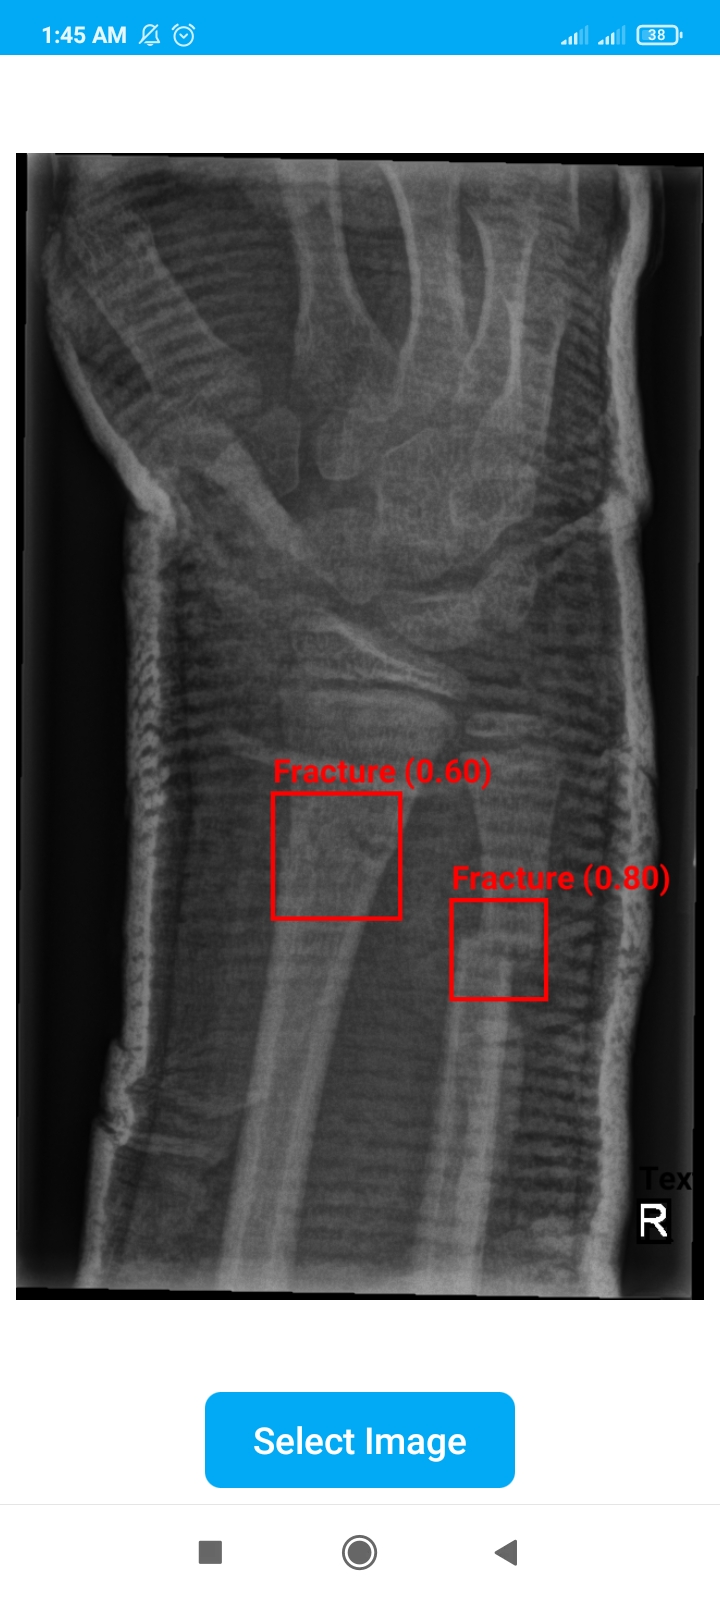 1:45 AM
38
Fracture (0.60)
Fracture (0.80)
Tex
R
Select Image